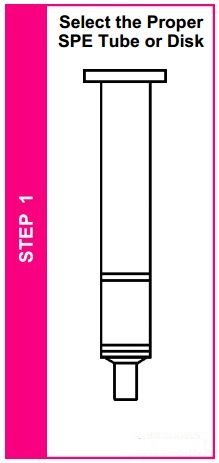 Select the Proper
SPE Tube or Disk
STEP 1